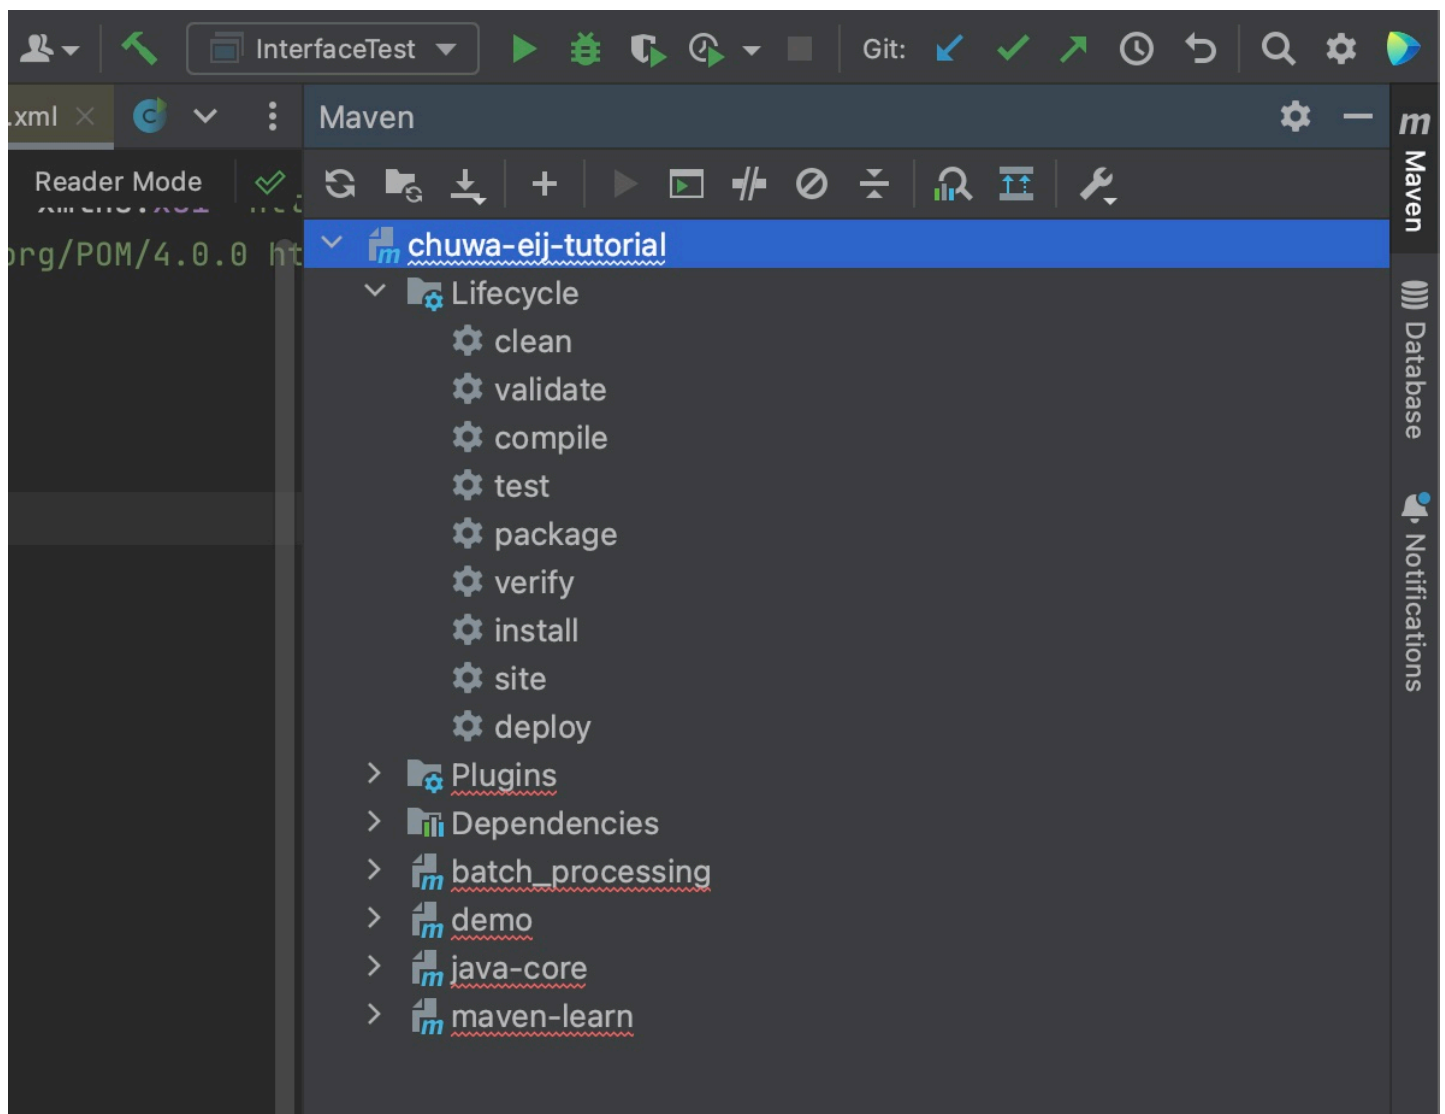 InterfaceTest
Git:
.xml
Maven
Reader Mode
org/POM/4.0.0 ht
chuwa-eij-tutorial
Lifecycle
clean
validate
compile
test
package
verify
install
site
deploy
Plugins
Dependencies
batch_processing
demo
java-core
maven-learn
Maven
Database
Notifications